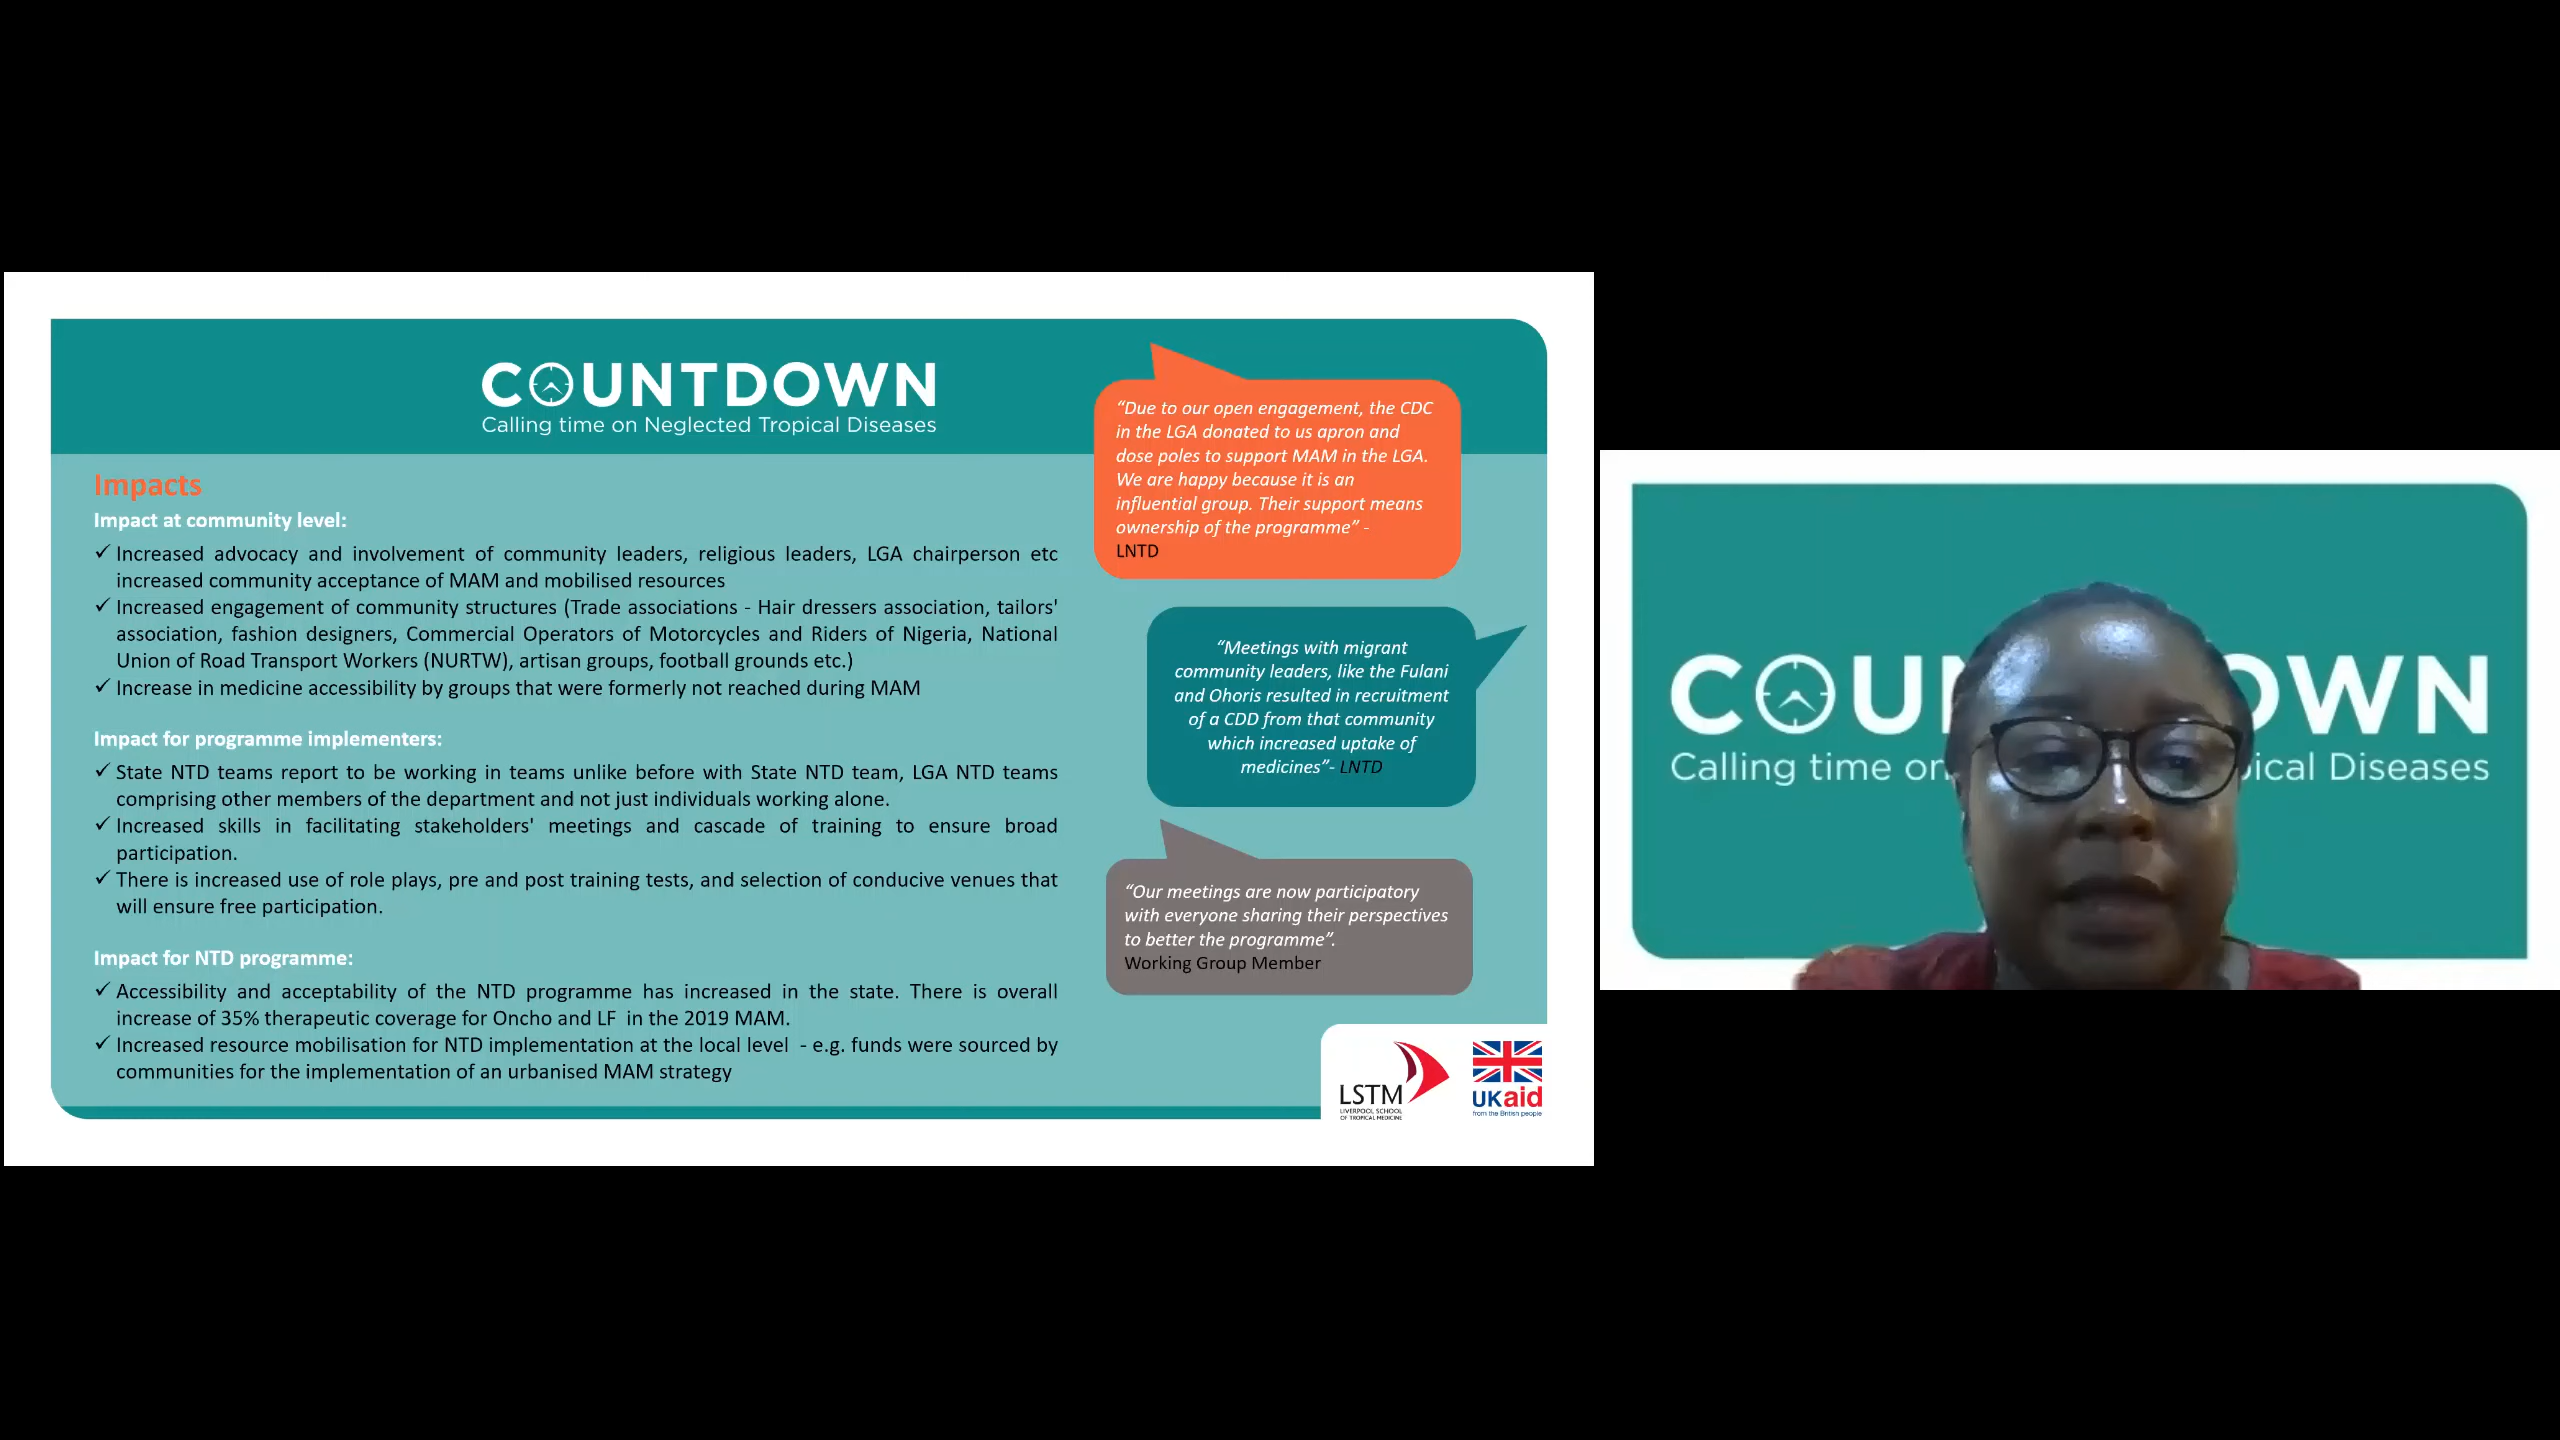 COUNTDOWN
Calling time on Neglected Tropical Diseases
Impacts
Impact at community level:
✓ Increased advocacy and involvement of community leaders, religious leaders, LGA chairperson etc
increased community acceptance of MAM and mobilised resources
✓ Increased engagement of community structures (Trade associations - Hair dressers association, tailors'
association, fashion designers, Commercial Operators of Motorcycles and Riders of Nigeria, National
Union of Road Transport Workers (NURTW), artisan groups, football grounds etc.)
✓ Increase in medicine accessibility by groups that were formerly not reached during MAM
Impact for programme implementers:
✓ State NTD teams report to be working in teams unlike before with State NTD team, LGA NTD teams
comprising other members of the department and not just individuals working alone.
✓ Increased skills in facilitating stakeholders' meetings and cascade of training to ensure broad
participation.
✓ There is increased use of role plays, pre and post training tests, and selection of conducive venues that
will ensure free participation.
Impact for NTD programme:
✓ Accessibility and acceptability of the NTD programme has increased in the state. There is overall
increase of 35% therapeutic coverage for Oncho and LF in the 2019 MAM.
✓ Increased resource mobilisation for NTD implementation at the local level - e.g. funds were sourced by
communities for the implementation of an urbanised MAM strategy
“Due to our open engagement, the CDC
in the LGA donated to us apron and
dose poles to support MAM in the LGA.
We are happy because it is an
influential group. Their support means
ownership of the programme” -
LNTD
“Meetings with migrant
community leaders, like the Fulani
and Ohoris resulted in recruitment
of a CDD from that community
which increased uptake of
medicines”- LNTD
“Our meetings are now participatory
with everyone sharing their perspectives
to better the programme”.
Working Group Member
LSTM
LIVERPOOL SCHOOL
OF TROPICAL MEDICINE
UKaid
from the British people
COU OWN
Calling time on ical Diseases